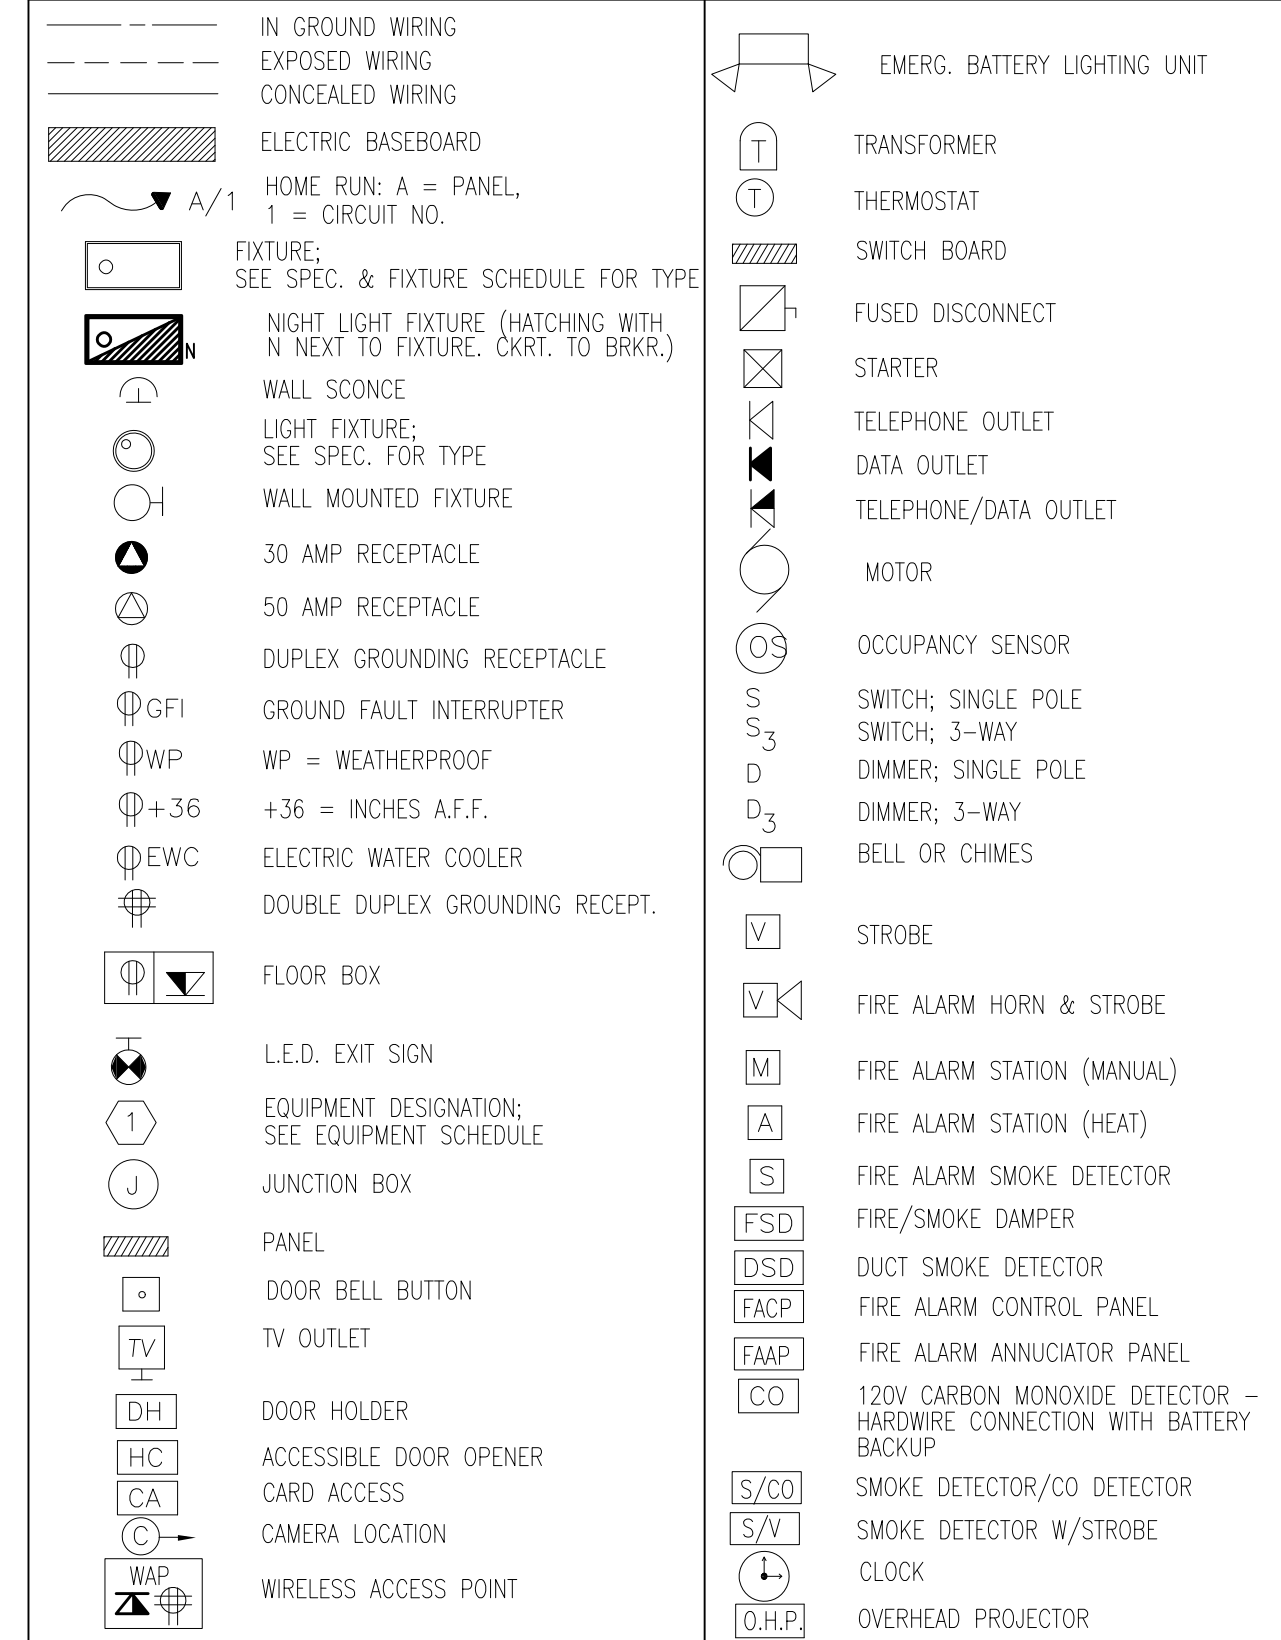 IN GROUND WIRING
EXPOSED WIRING
CONCEALED WIRING
ELECTRIC BASEBOARD
A/1 HOME RUN: A = PANEL,
1 = CIRCUIT NO.
FIXTURE;
SEE SPEC. & FIXTURE SCHEDULE FOR TYPE
NIGHT LIGHT FIXTURE (HATCHING WITH
N N NEXT TO FIXTURE. CKRT. TO BRKR.)
WALL SCONCE
LIGHT FIXTURE;
SEE SPEC. FOR TYPE
WALL MOUNTED FIXTURE
30 AMP RECEPTACLE
50 AMP RECEPTACLE
DUPLEX GROUNDING RECEPTACLE
GFI GROUND FAULT INTERRUPTER
WP WP = WEATHERPROOF
+36 +36 = INCHES A.F.F.
EWC ELECTRIC WATER COOLER
DOUBLE DUPLEX GROUNDING RECEPT.
FLOOR BOX
L.E.D. EXIT SIGN
1 EQUIPMENT DESIGNATION;
SEE EQUIPMENT SCHEDULE
J JUNCTION BOX
PANEL
DOOR BELL BUTTON
TV TV OUTLET
DH DOOR HOLDER
HC ACCESSIBLE DOOR OPENER
CA CARD ACCESS
C CAMERA LOCATION
WAP WIRELESS ACCESS POINT
EMERG. BATTERY LIGHTING UNIT
T TRANSFORMER
T THERMOSTAT
SWITCH BOARD
FUSED DISCONNECT
STARTER
TELEPHONE OUTLET
DATA OUTLET
TELEPHONE/DATA OUTLET
MOTOR
OS OCCUPANCY SENSOR
S SWITCH; SINGLE POLE
S3 SWITCH; 3-WAY
D DIMMER; SINGLE POLE
D3 DIMMER; 3-WAY
BELL OR CHIMES
V STROBE
V FIRE ALARM HORN & STROBE
M FIRE ALARM STATION (MANUAL)
A FIRE ALARM STATION (HEAT)
S FIRE ALARM SMOKE DETECTOR
FSD FIRE/SMOKE DAMPER
DSD DUCT SMOKE DETECTOR
FACP FIRE ALARM CONTROL PANEL
FAAP FIRE ALARM ANNUCIATOR PANEL
CO 120V CARBON MONOXIDE DETECTOR -
HARDWIRE CONNECTION WITH BATTERY
BACKUP
S/CO SMOKE DETECTOR/CO DETECTOR
S/V SMOKE DETECTOR W/STROBE
CLOCK
O.H.P. OVERHEAD PROJECTOR